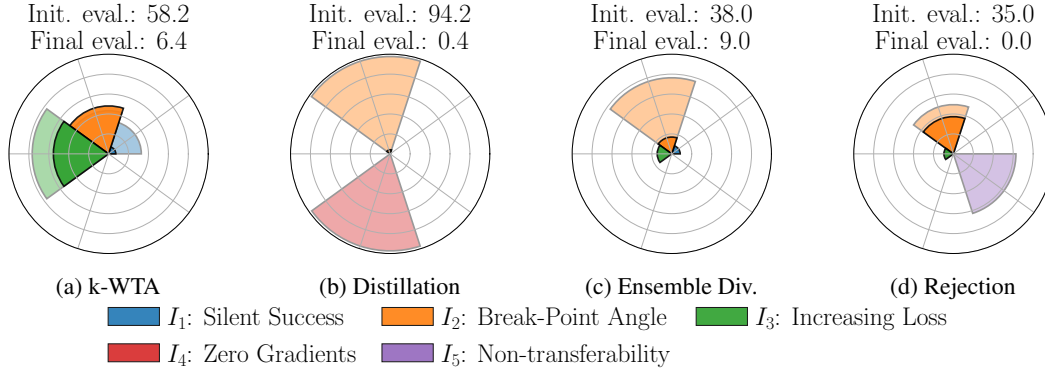 Init. eval.: 58.2
Final eval.: 6.4
Init. eval.: 94.2
Final eval.: 0.4
Init. eval.: 38.0
Final eval.: 9.0
Init. eval.: 35.0
Final eval.: 0.0
(a) k-WTA
(b) Distillation
(c) Ensemble Div.
(d) Rejection
I₁: Silent Success
I₂: Break-Point Angle
I₃: Increasing Loss
I₄: Zero Gradients
I₅: Non-transferability